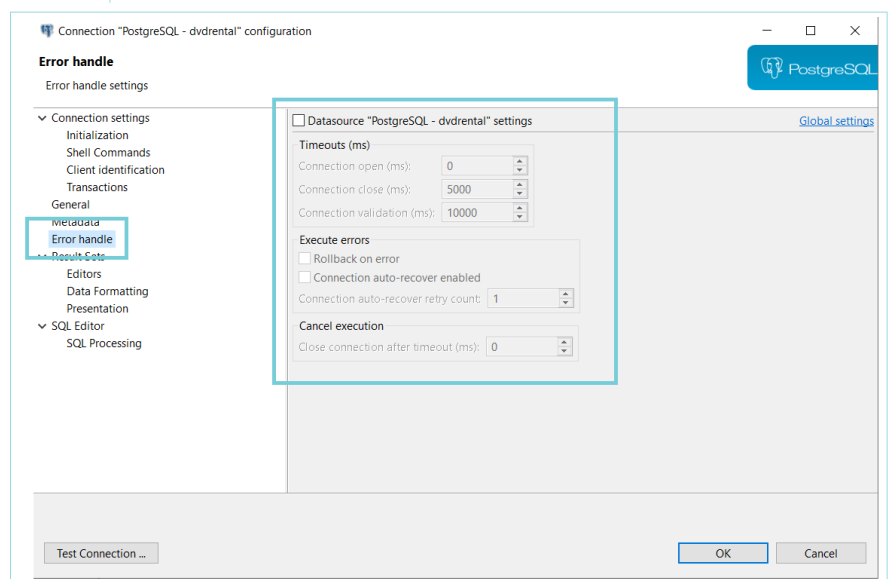 Connection "PostgreSQL - dvdrental" configuration
Error handle
Error handle settings
PostgreSQL
Connection settings
Initialization
Shell Commands
Client identification
Transactions
General
Metadata
Error handle
Result Sets
Editors
Data Formatting
Presentation
SQL Editor
SQL Processing
Datasource "PostgreSQL - dvdrental" settings
Global settings
Timeouts (ms)
Connection open (ms): 0
Connection close (ms): 5000
Connection validation (ms): 10000
Execute errors
Rollback on error
Connection auto-recover enabled
Connection auto-recover retry count: 1
Cancel execution
Close connection after timeout (ms): 0
Test Connection ...
OK
Cancel